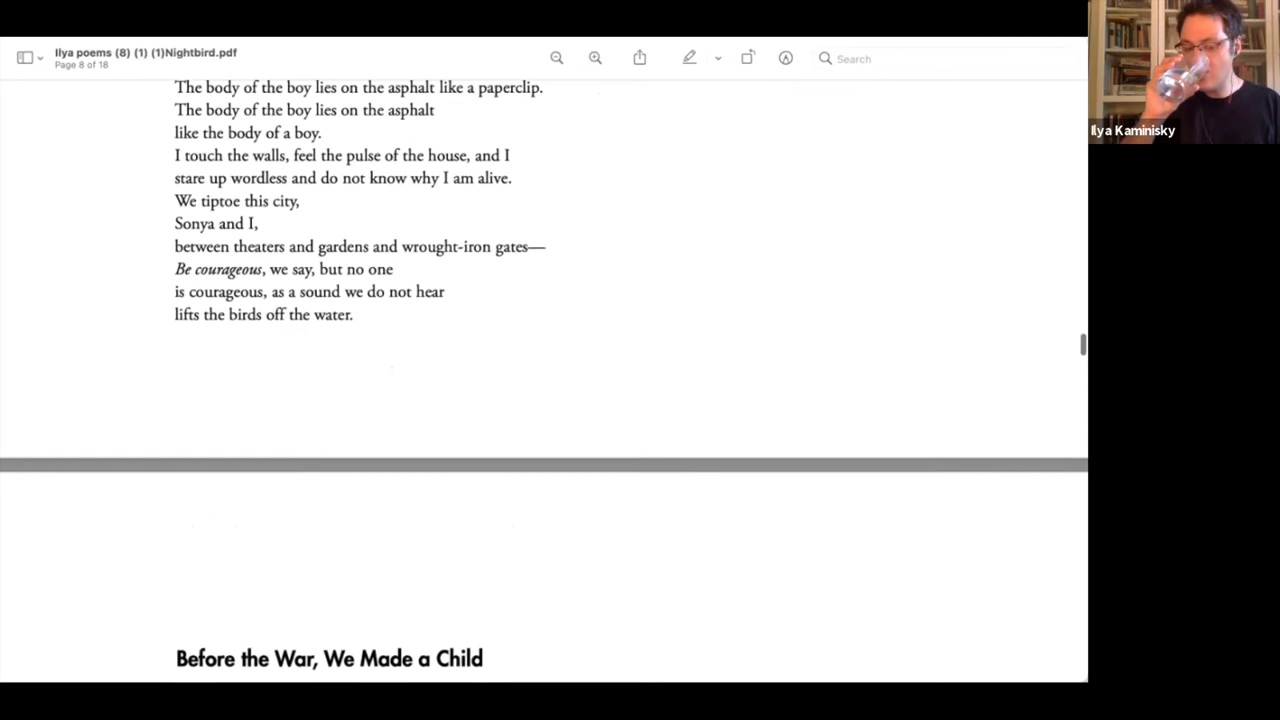 Ilya poems (8) (1) (1)Nightbird.pdf
Page 8 of 18
Search
Ilya Kaminisky
The body of the boy lies on the asphalt like a paperclip.
The body of the boy lies on the asphalt
like the body of a boy.
I touch the walls, feel the pulse of the house, and I
stare up wordless and do not know why I am alive.
We tiptoe this city,
Sonya and I,
between theaters and gardens and wrought-iron gates—
Be courageous, we say, but no one
is courageous, as a sound we do not hear
lifts the birds off the water.
Before the War, We Made a Child